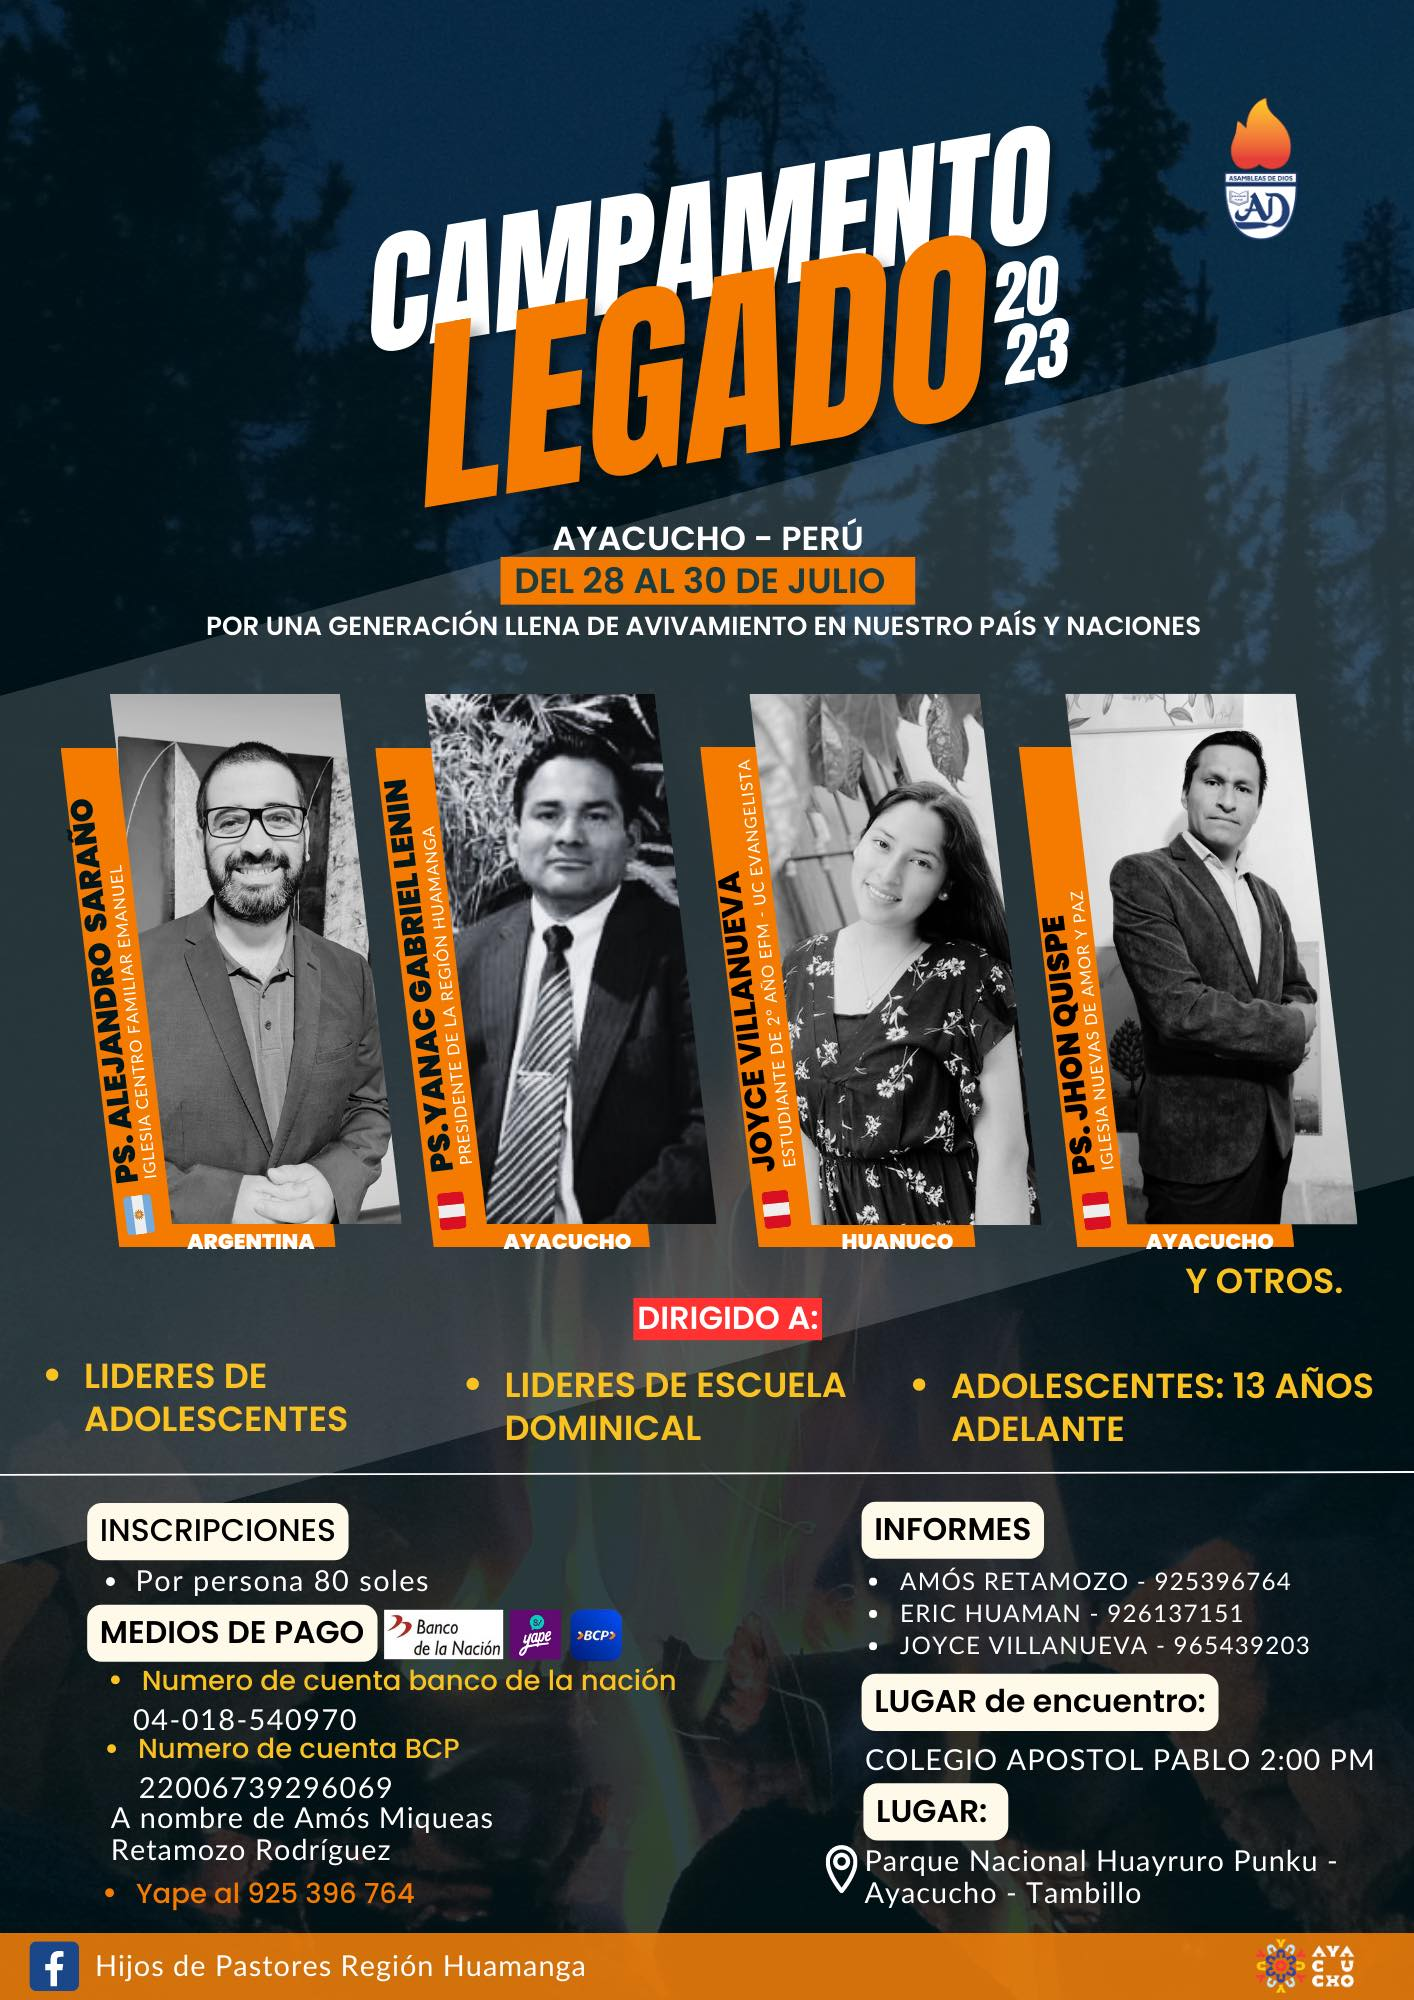 ASAMBLEAS DE DIOS
AD
CAMPAMENTO
LEGADO
20
23
AYACUCHO - PERÚ
DEL 28 AL 30 DE JULIO
POR UNA GENERACIÓN LLENA DE AVIVAMIENTO EN NUESTRO PAÍS Y NACIONES
PS. ALEJANDRO SARAÑO
IGLESIA CENTRO FAMILIAR EMANUEL
ARGENTINA
PS. YANAC GABRIEL LENIN
PRESIDENTE DE LA REGIÓN HUAMANGA
AYACUCHO
JOYCE VILLANUEVA
ESTUDIANTE DE 2° AÑO EFM - UC EVANGELISTA
HUANUCO
PS. JHON QUISPE
IGLESIA NUEVAS DE AMOR Y PAZ
AYACUCHO
Y OTROS.
DIRIGIDO A:
• LIDERES DE
ADOLESCENTES
• LIDERES DE ESCUELA
DOMINICAL
• ADOLESCENTES: 13 AÑOS
ADELANTE
INSCRIPCIONES
• Por persona 80 soles
MEDIOS DE PAGO
Banco
de la Nación
S/
yape
BCP
• Numero de cuenta banco de la nación
04-018-540970
• Numero de cuenta BCP
22006739296069
A nombre de Amós Miqueas
Retamozo Rodríguez
• Yape al 925 396 764
INFORMES
• AMÓS RETAMOZO - 925396764
• ERIC HUAMAN - 926137151
• JOYCE VILLANUEVA - 965439203
LUGAR de encuentro:
COLEGIO APOSTOL PABLO 2:00 PM
LUGAR:
Parque Nacional Huayruro Punku -
Ayacucho - Tambillo
f
Hijos de Pastores Región Huamanga
AYA
CU
CHO